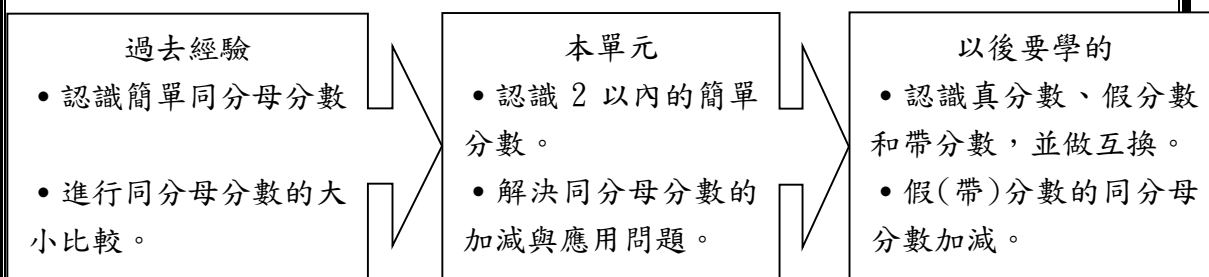 過去經驗
•認識簡單同分母分數
•進行同分母分數的大
小比較。
本單元
•認識 2 以內的簡單
分數。
•解決同分母分數的
加減與應用問題。
以後要學的
•認識真分數、假分數
和帶分數，並做互換。
•假(帶)分數的同分母
分數加減。